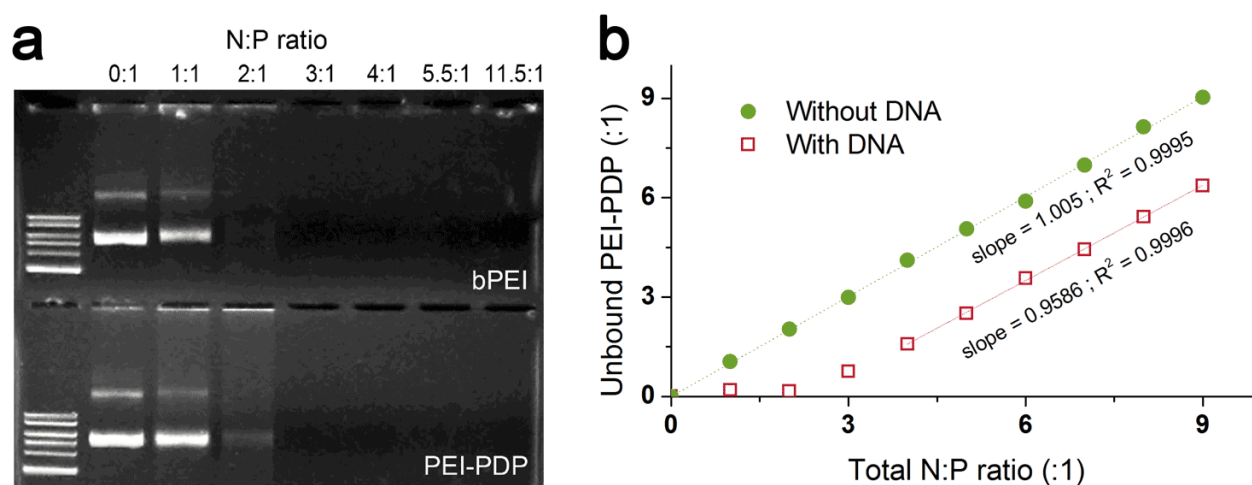 a
N:P ratio
0:1 1:1 2:1 3:1 4:1 5.5:1 11.5:1
bPEI
PEI-PDP
b
Unbound PEI-PDP (:1)
9
6
3
0
Without DNA
With DNA
slope = 1.005 ; R² = 0.9995
slope = 0.9586 ; R² = 0.9996
0 3 6 9
Total N:P ratio (:1)